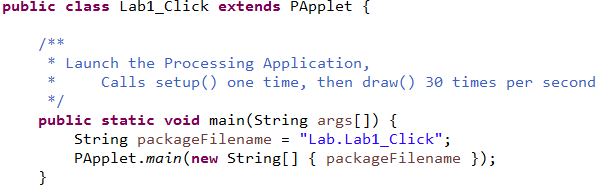 public class Lab1_Click extends PApplet {
/**
* Launch the Processing Application,
*     Calls setup() one time, then draw() 30 times per second
*/
public static void main(String args[]) {
String packageFilename = "Lab.Lab1_Click";
PApplet.main(new String[] { packageFilename });
}